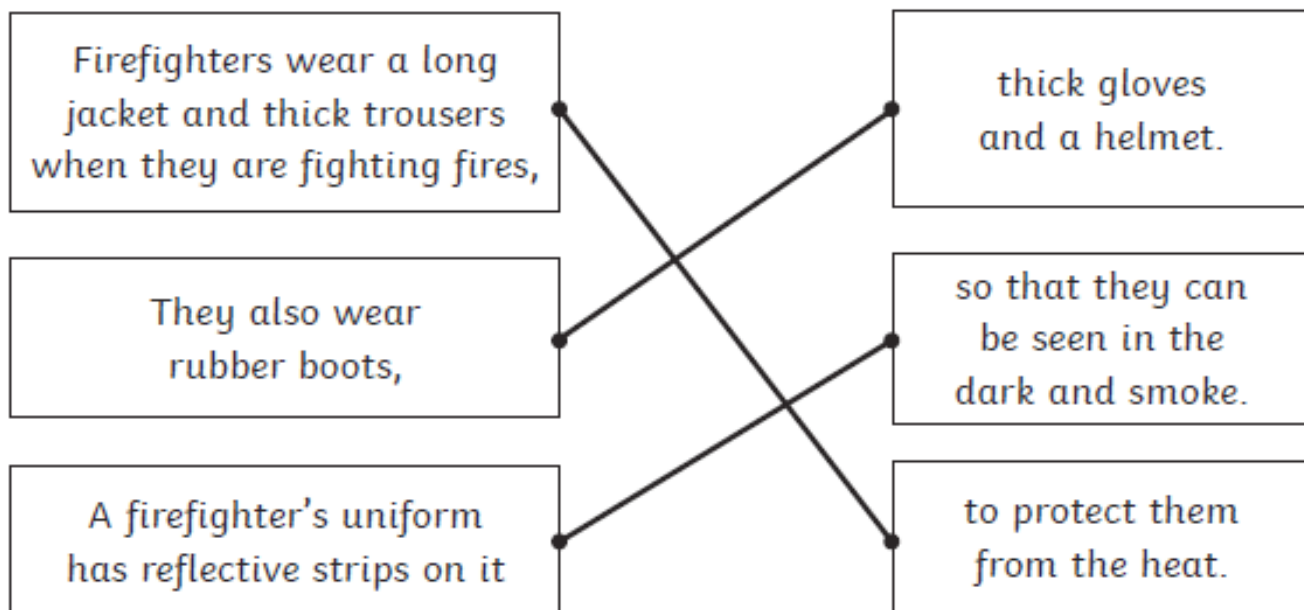 Firefighters wear a long
jacket and thick trousers
when they are fighting fires,
thick gloves
and a helmet.
They also wear
rubber boots,
so that they can
be seen in the
dark and smoke.
A firefighter’s uniform
has reflective strips on it
to protect them
from the heat.